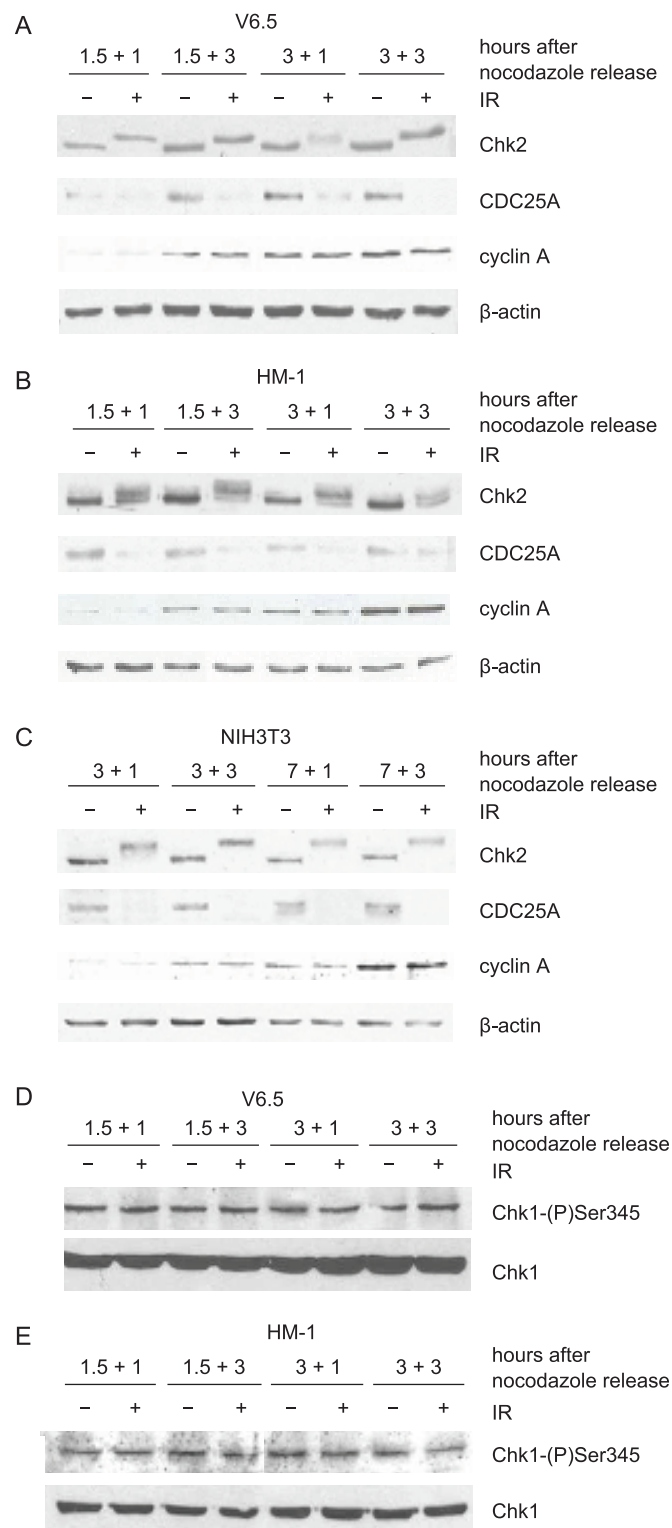 A
V6.5
1.5 + 1 1.5 + 3 3 + 1 3 + 3 hours after
nocodazole release
– + – + – + – + IR
Chk2
CDC25A
cyclin A
β-actin
B
HM-1
1.5 + 1 1.5 + 3 3 + 1 3 + 3 hours after
nocodazole release
– + – + – + – + IR
Chk2
CDC25A
cyclin A
β-actin
C
NIH3T3
3 + 1 3 + 3 7 + 1 7 + 3 hours after
nocodazole release
– + – + – + – + IR
Chk2
CDC25A
cyclin A
β-actin
D
V6.5
1.5 + 1 1.5 + 3 3 + 1 3 + 3 hours after
nocodazole release
– + – + – + – + IR
Chk1-(P)Ser345
Chk1
E
HM-1
1.5 + 1 1.5 + 3 3 + 1 3 + 3 hours after
nocodazole release
– + – + – + – + IR
Chk1-(P)Ser345
Chk1